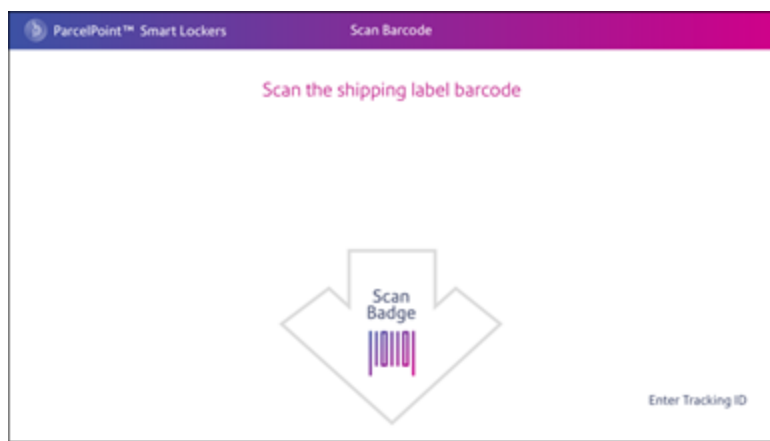 ParcelPoint™ Smart Lockers
Scan Barcode
Scan the shipping label barcode
Scan
Badge
Enter Tracking ID